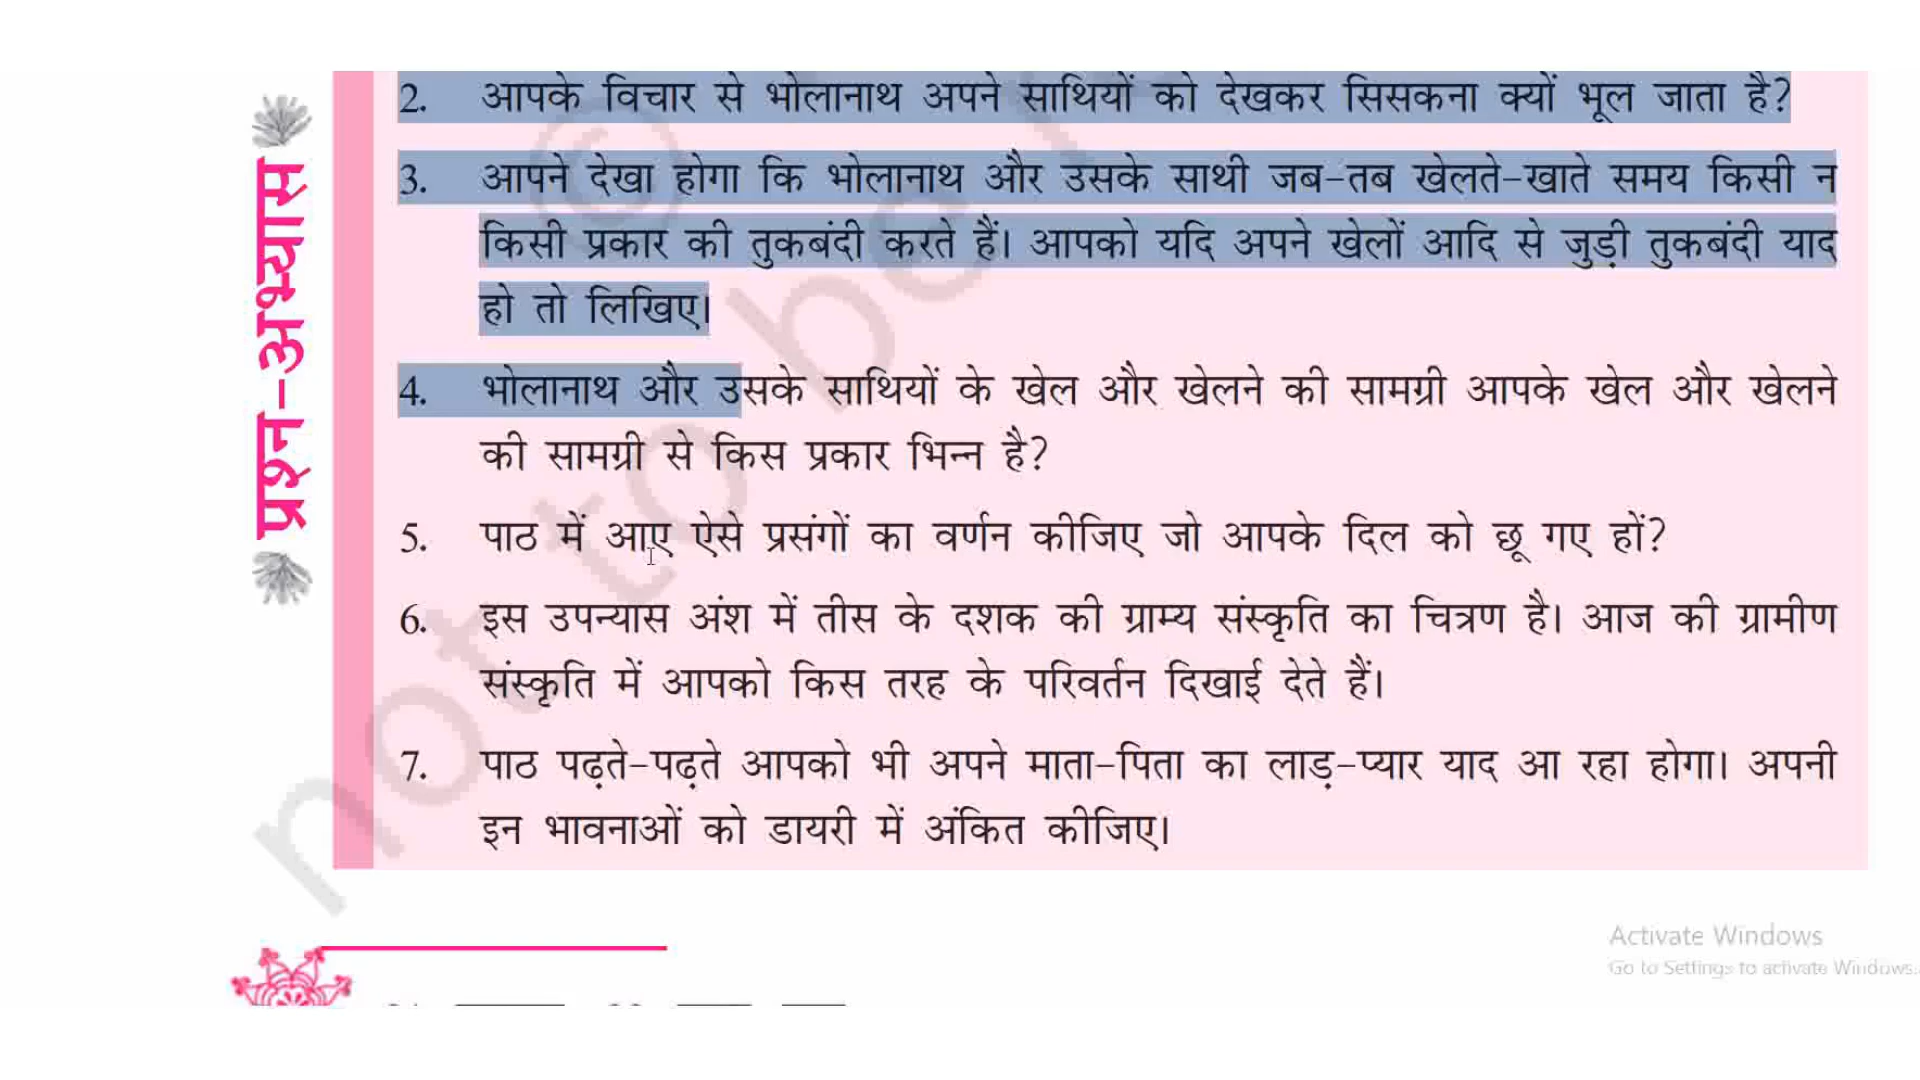 2. आपके विचार से भोलानाथ अपने साथियों को देखकर सिसकना क्यों भूल जाता है?
3. आपने देखा होगा कि भोलानाथ और उसके साथी जब-तब खेलते-खाते समय किसी न
किसी प्रकार की तुकबंदी करते हैं। आपको यदि अपने खेलों आदि से जुड़ी तुकबंदी याद
हो तो लिखिए।
4. भोलानाथ और उसके साथियों के खेल और खेलने की सामग्री आपके खेल और खेलने
की सामग्री से किस प्रकार भिन्न है?
5. पाठ में आए ऐसे प्रसंगों का वर्णन कीजिए जो आपके दिल को छू गए हों?
6. इस उपन्यास अंश में तीस के दशक की ग्राम्य संस्कृति का चित्रण है। आज की ग्रामीण
संस्कृति में आपको किस तरह के परिवर्तन दिखाई देते हैं।
7. पाठ पढ़ते-पढ़ते आपको भी अपने माता-पिता का लाड़-प्यार याद आ रहा होगा। अपनी
इन भावनाओं को डायरी में अंकित कीजिए।
प्रश्न-अभ्यास
not to be
©
Activate Windows
Go to Settings to activate Windows.